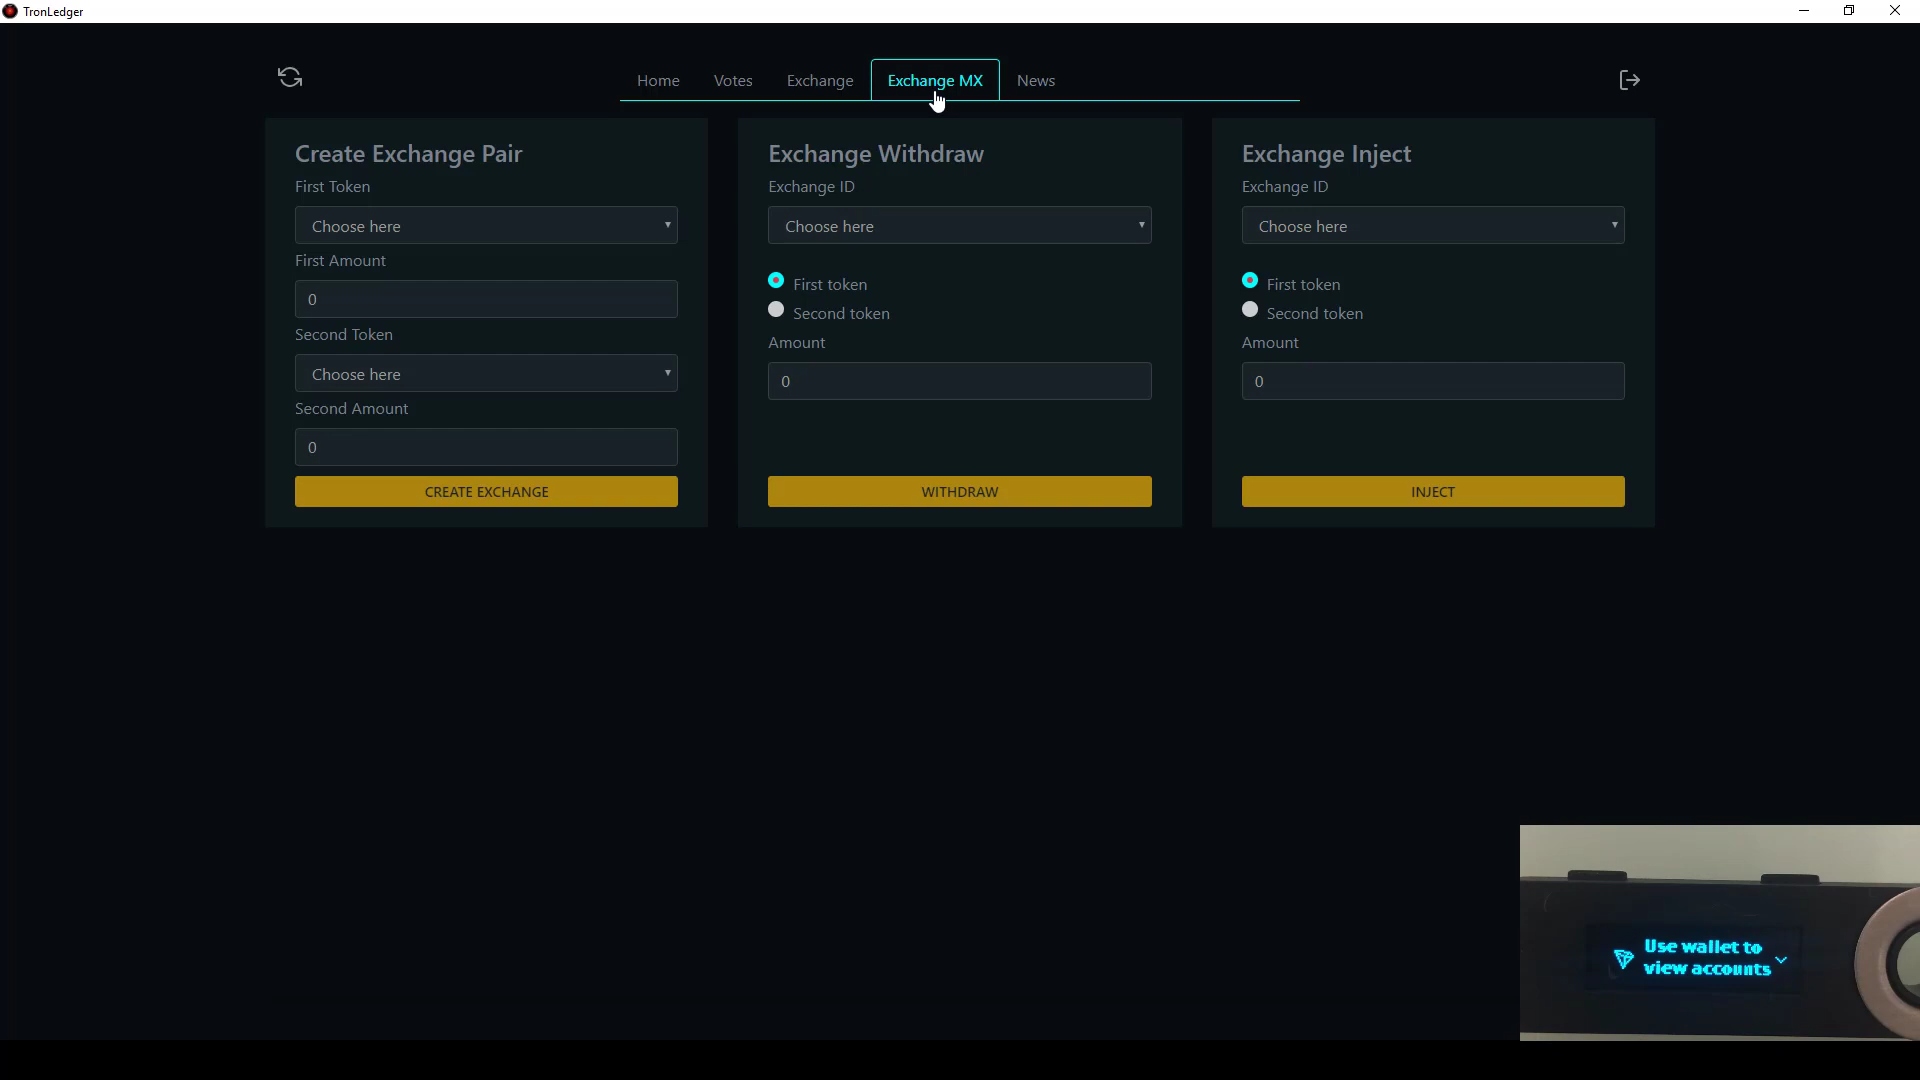 TronLedger
Home Votes Exchange Exchange MX News
Create Exchange Pair
First Token
Choose here
First Amount
0
Second Token
Choose here
Second Amount
0
CREATE EXCHANGE
Exchange Withdraw
Exchange ID
Choose here
First token
Second token
Amount
0
WITHDRAW
Exchange Inject
Exchange ID
Choose here
First token
Second token
Amount
0
INJECT
Use wallet to
view accounts